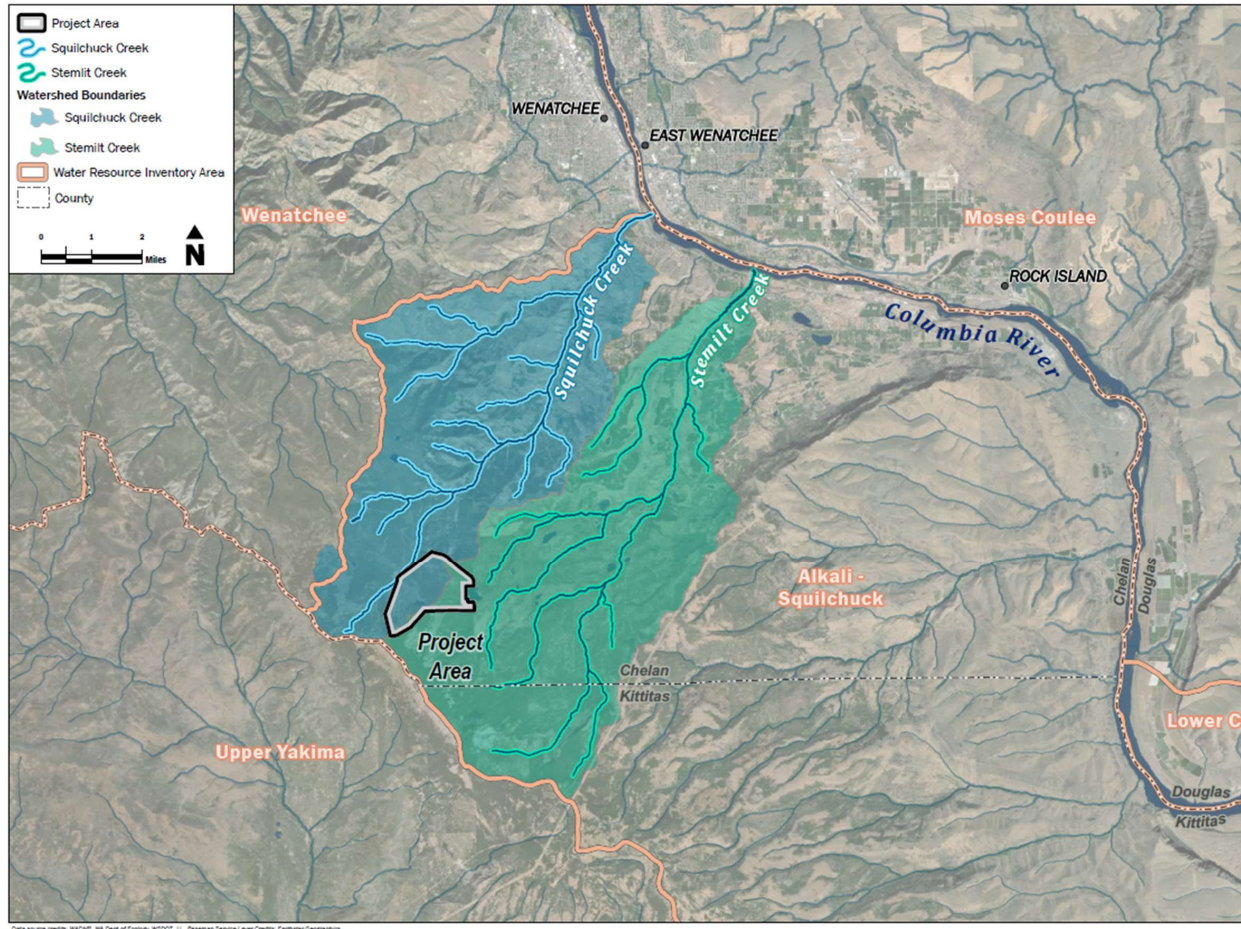 Project Area
Squilchuck Creek
Stemlit Creek
Watershed Boundaries
Squilchuck Creek
Stemlit Creek
Water Resource Inventory Area
County
0 1 2
Miles
N
WENATCHEE
EAST WENATCHEE
Wenatchee
Moses Coulee
ROCK ISLAND
Squilchuck Creek
Stemilt Creek
Columbia River
Alkali -
Squilchuck
Chelan
Douglas
Project
Area
Chelan
Kittitas
Upper Yakima
Lower C
Douglas
Kittitas